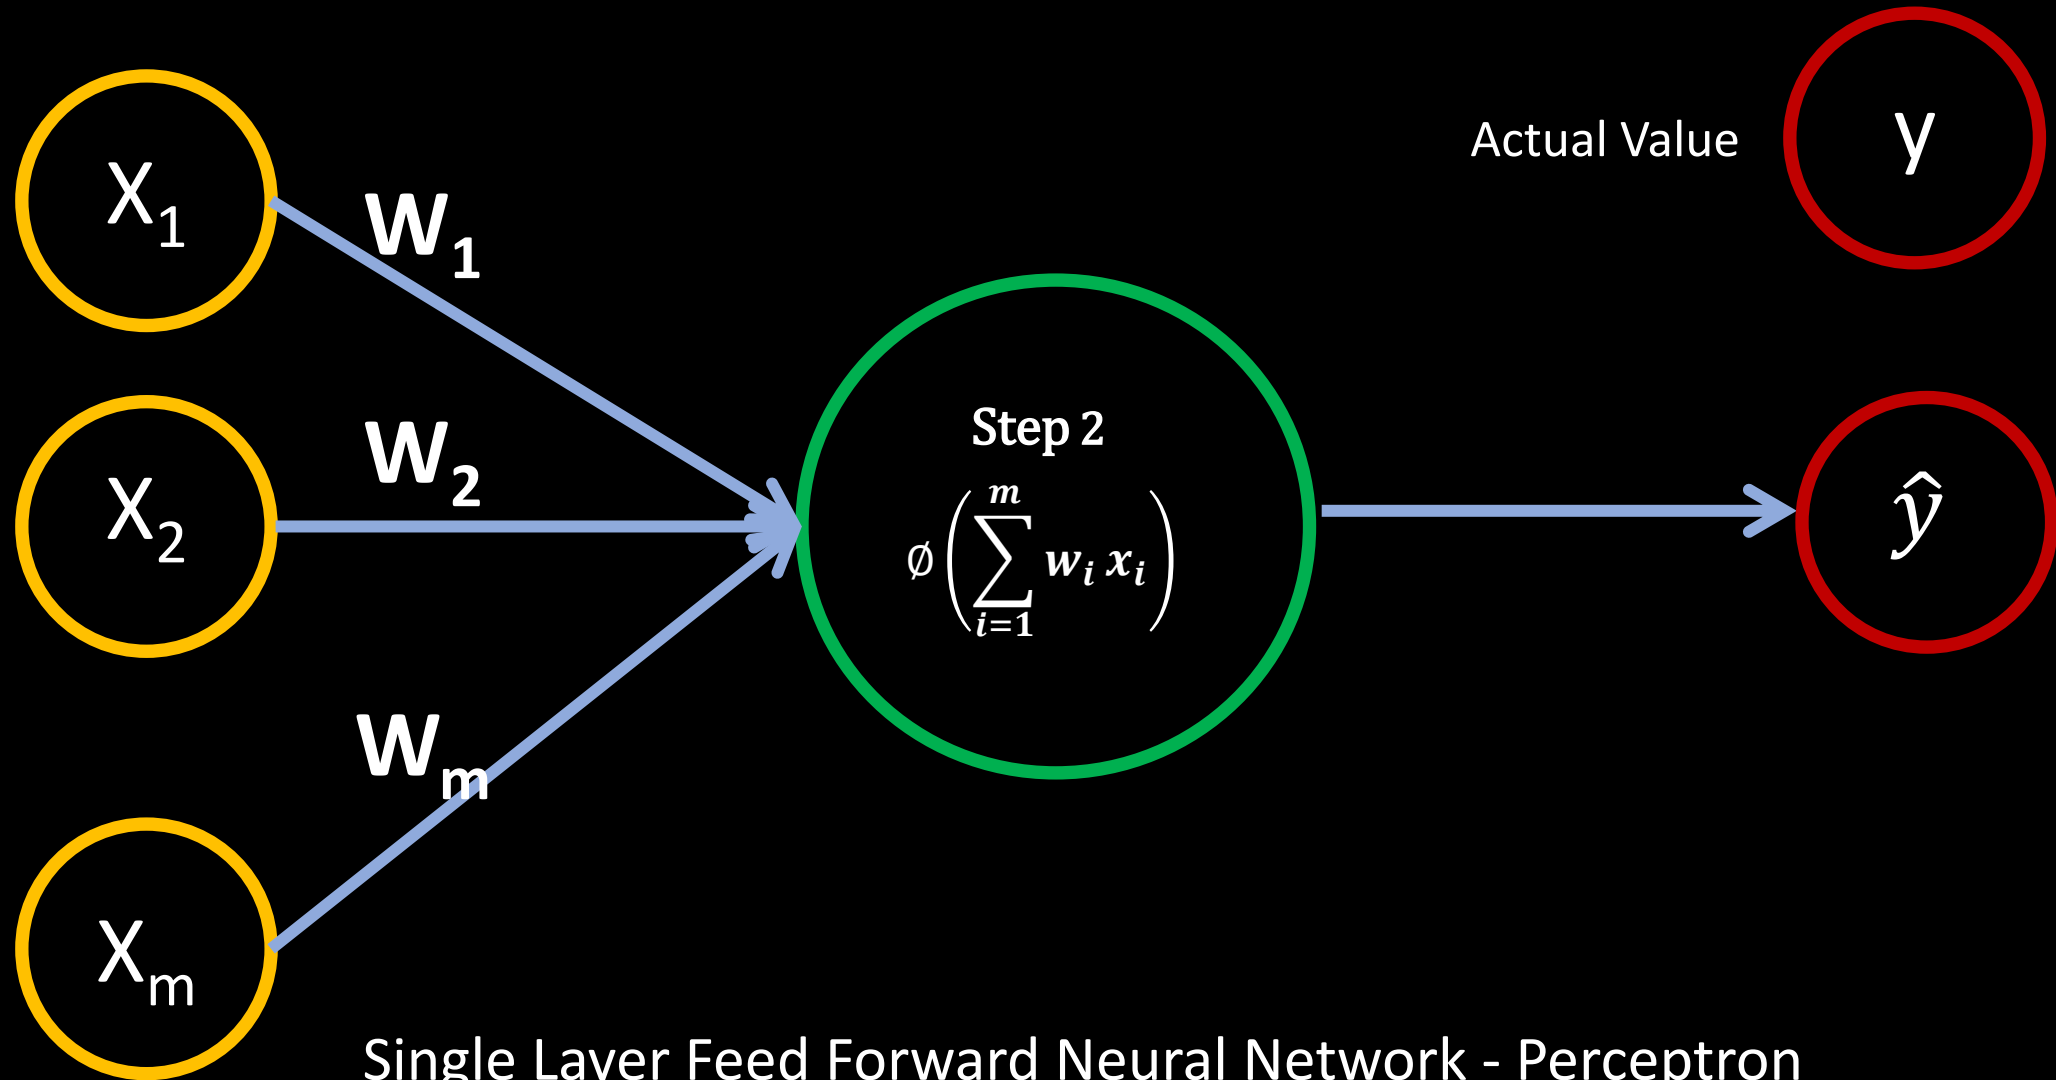 X₁
W₁
Actual Value
y
X₂
W₂
Step 2
∅(∑ᵢ₌₁ᵐ wᵢ xᵢ)
ŷ
Wₘ
Xₘ
Single Layer Feed Forward Neural Network - Perceptron